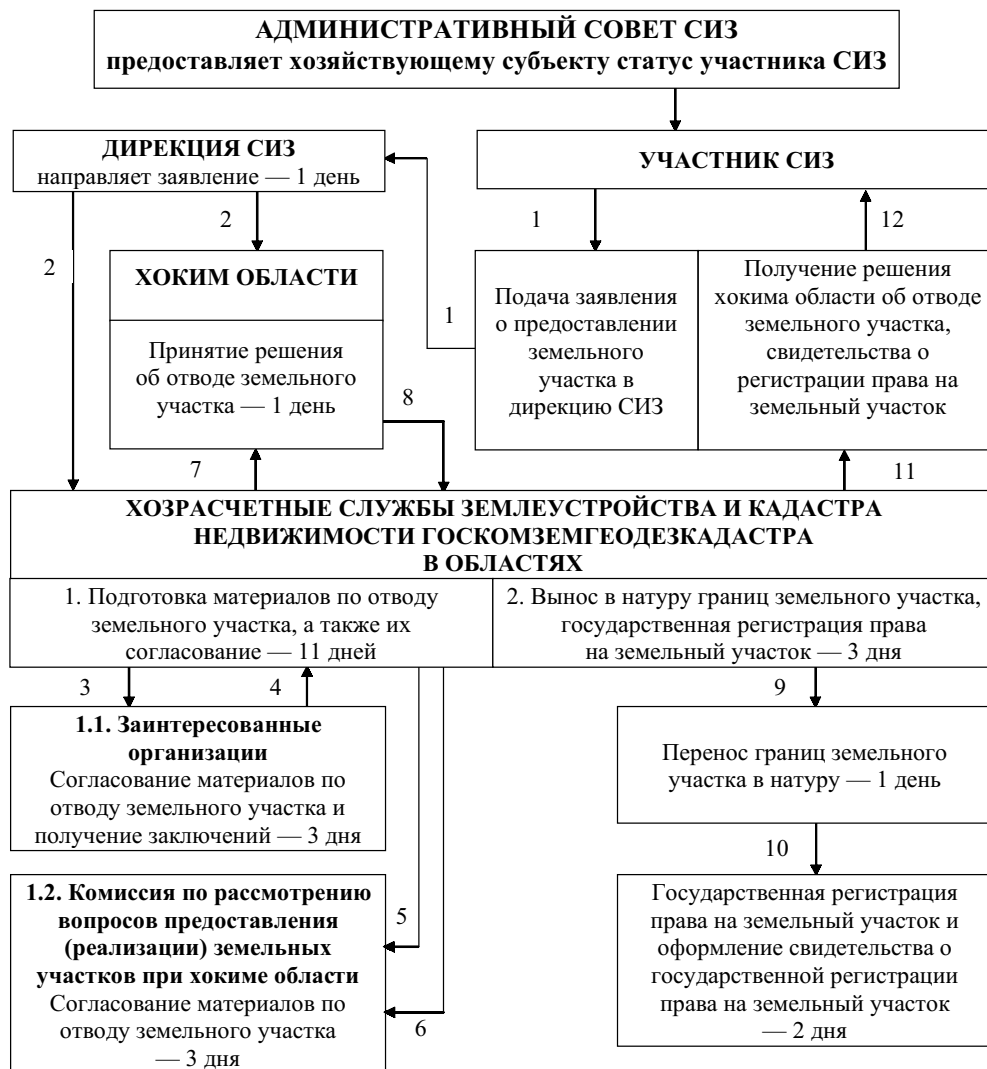 АДМИНИСТРАТИВНЫЙ СОВЕТ СИЗ
предоставляет хозяйствующему субъекту статус участника СИЗ
ДИРЕКЦИЯ СИЗ
направляет заявление — 1 день
УЧАСТНИК СИЗ
2
2
1
12
ХОКИМ ОБЛАСТИ
Принятие решения
об отводе земельного
участка — 1 день
1
Подача заявления
о предоставлении
земельного
участка в
дирекцию СИЗ
Получение решения
хокима области об отводе
земельного участка,
свидетельства о
регистрации права на
земельный участок
8
7
11
ХОЗРАСЧЕТНЫЕ СЛУЖБЫ ЗЕМЛЕУСТРОЙСТВА И КАДАСТРА
НЕДВИЖИМОСТИ ГОСКОМЗЕМГЕОДЕЗКАДАСТРА
В ОБЛАСТЯХ
1. Подготовка материалов по отводу
земельного участка, а также их
согласование — 11 дней
2. Вынос в натуру границ земельного участка,
государственная регистрация права
на земельный участок — 3 дня
3
4
9
1.1. Заинтересованные
организации
Согласование материалов по
отводу земельного участка и
получение заключений — 3 дня
Перенос границ земельного
участка в натуру — 1 день
10
1.2. Комиссия по рассмотрению
вопросов предоставления
(реализации) земельных
участков при хокиме области
Согласование материалов по
отводу земельного участка
— 3 дня
5
6
Государственная регистрация
права на земельный участок и
оформление свидетельства о
государственной регистрации
права на земельный участок
— 2 дня